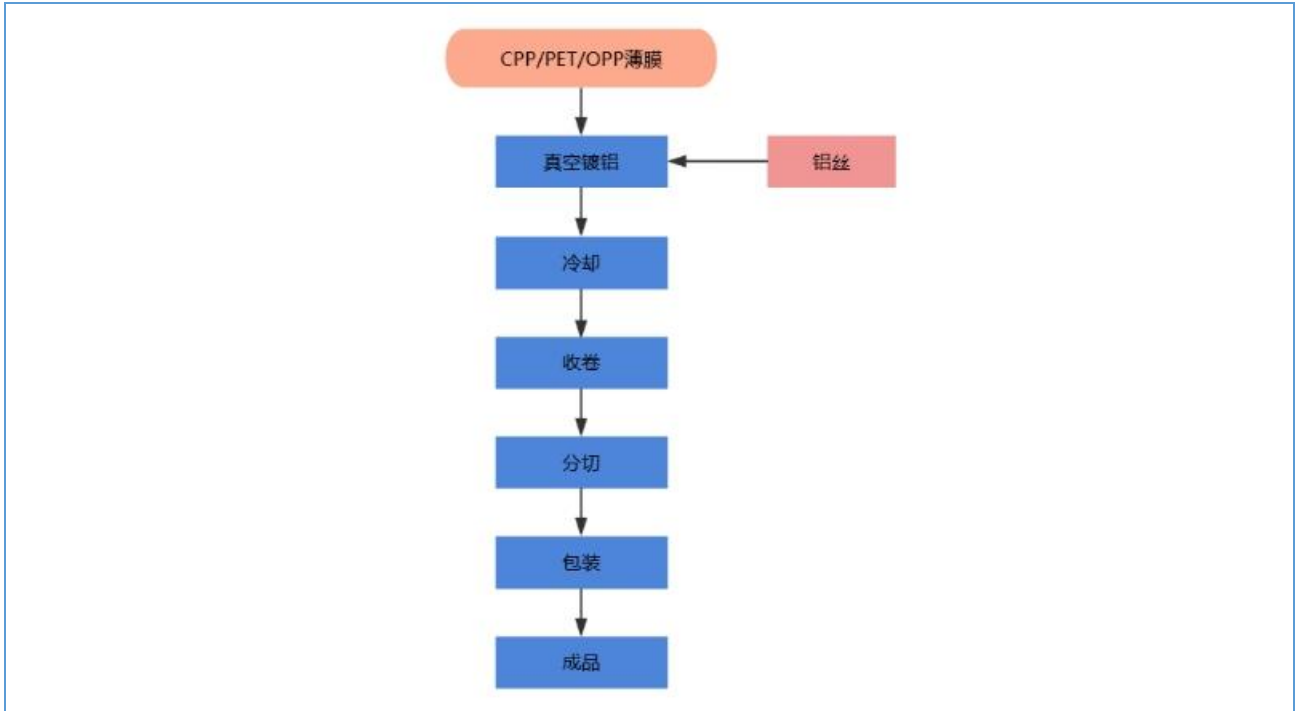 CPP/PET/OPP薄膜
真空镀铝
铝丝
冷却
收卷
分切
包装
成品